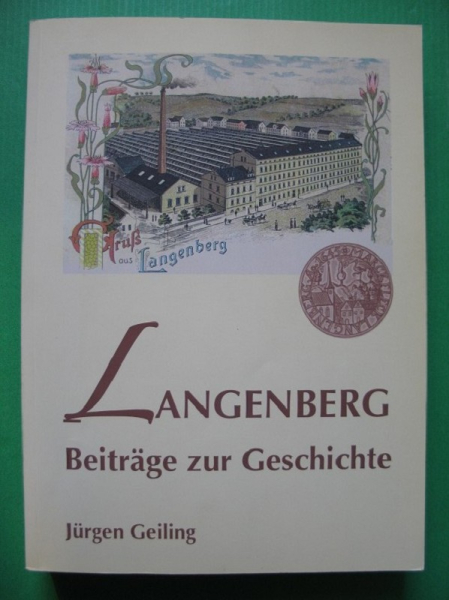 Gruß
aus Langenberg
LANGENBERG
Beiträge zur Geschichte
Jürgen Geiling